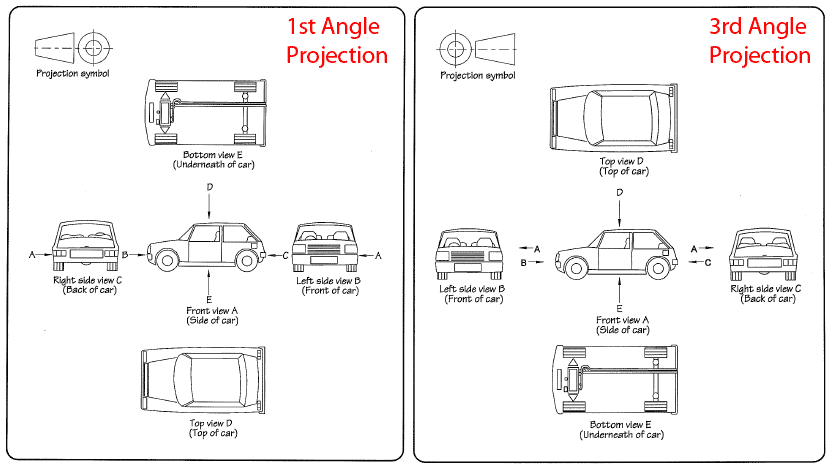 1st Angle
Projection
Projection symbol
Bottom view E
(Underneath of car)
D
A
B
C
A
Right side view C
(Back of car)
E
Front view A
(Side of car)
Left side view B
(Front of car)
Top view D
(Top of car)
3rd Angle
Projection
Projection symbol
Top view D
(Top of car)
D
A
B
A
C
Left side view B
(Front of car)
E
Front view A
(Side of car)
Right side view C
(Back of car)
Bottom view E
(Underneath of car)